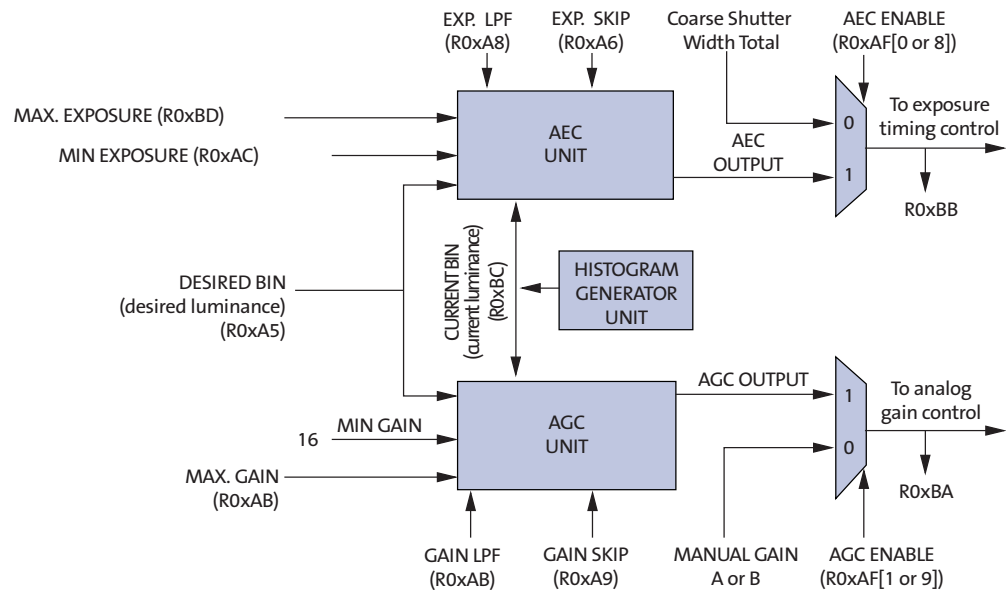 EXP. LPF
(R0xA8)
EXP. SKIP
(R0xA6)
Coarse Shutter
Width Total
AEC ENABLE
(R0xAF[0 or 8])
MAX. EXPOSURE (R0xBD)
MIN EXPOSURE (R0xAC)
AEC
UNIT
AEC
OUTPUT
0
1
To exposure
timing control
R0xBB
DESIRED BIN
(desired luminance)
(R0xA5)
CURRENT BIN
(current luminance)
(R0xBC)
HISTOGRAM
GENERATOR
UNIT
16
MIN GAIN
MAX. GAIN
(R0xAB)
AGC
UNIT
AGC OUTPUT
1
0
To analog
gain control
R0xBA
GAIN LPF
(R0xAB)
GAIN SKIP
(R0xA9)
MANUAL GAIN
A or B
AGC ENABLE
(R0xAF[1 or 9])